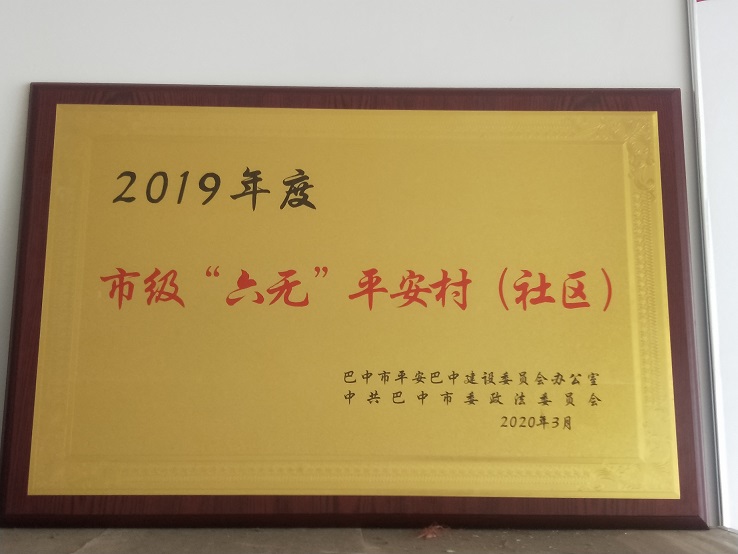 2019年度
市级“六无”平安村（社区）
巴中市平安巴中建设委员会办公室
中共巴中市委政法委员会
2020年3月